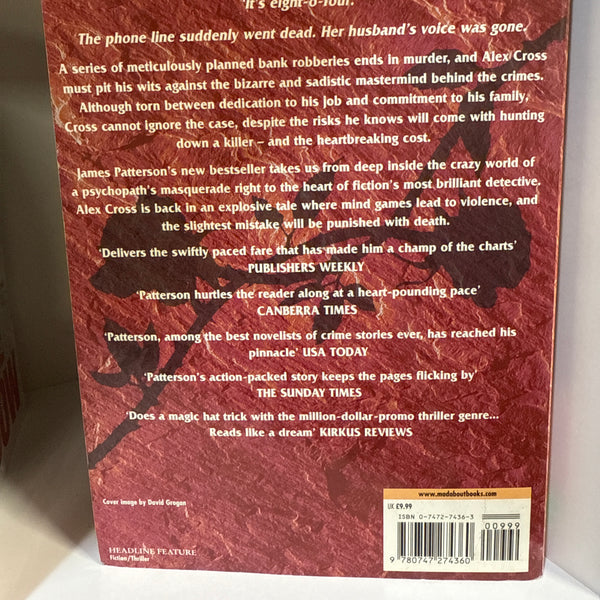 'It's eight-o-four.'
The phone line suddenly went dead. Her husband's voice was gone.
A series of meticulously planned bank robberies ends in murder, and Alex Cross
must pit his wits against the bizarre and sadistic mastermind behind the crimes.
Although torn between dedication to his job and commitment to his family,
Cross cannot ignore the case, despite the risks he knows will come with hunting
down a killer – and the heartbreaking cost.
James Patterson's new bestseller takes us from deep inside the crazy world of
a psychopath's masquerade right to the heart of fiction's most brilliant detective.
Alex Cross is back in an explosive tale where mind games lead to violence, and
the slightest mistake will be punished with death.
'Delivers the swiftly paced fare that has made him a champ of the charts'
PUBLISHERS WEEKLY
'Patterson hurtles the reader along at a heart-pounding pace'
CANBERRA TIMES
'Patterson, among the best novelists of crime stories ever, has reached his
pinnacle' USA TODAY
'Patterson's action-packed story keeps the pages flicking by'
THE SUNDAY TIMES
'Does a magic hat trick with the million-dollar-promo thriller genre...
Reads like a dream' KIRKUS REVIEWS
Cover image by David Grogan
www.madaboutbooks.com
UK £9.99
ISBN 0-7472-7436-3
00999
9 780747 274360
HEADLINE FEATURE
Fiction/Thriller